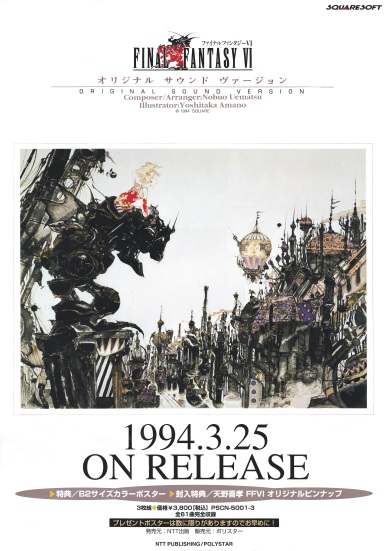 SQUARESOFT
ファイナルファンタジーVI
FINAL FANTASY VI
オリジナル サウンド ヴァージョン
ORIGINAL SOUND VERSION
Composer/Arranger:Nobuo Uematsu
Illustrator:Yoshitaka Amano
© 1994 SQUARE
1994.3.25
ON RELEASE
▶特典/B2サイズカラーポスター ▶封入特典/天野喜孝 FFVI オリジナルピンナップ
3枚組●価格￥3,800[税込] PSCN-5001-3
全61曲完全収録
プレゼントポスターは数に限りがありますのでお早めに!
発売元:NTT出版 販売元:ポリスター
NTT PUBLISHING/POLYSTAR